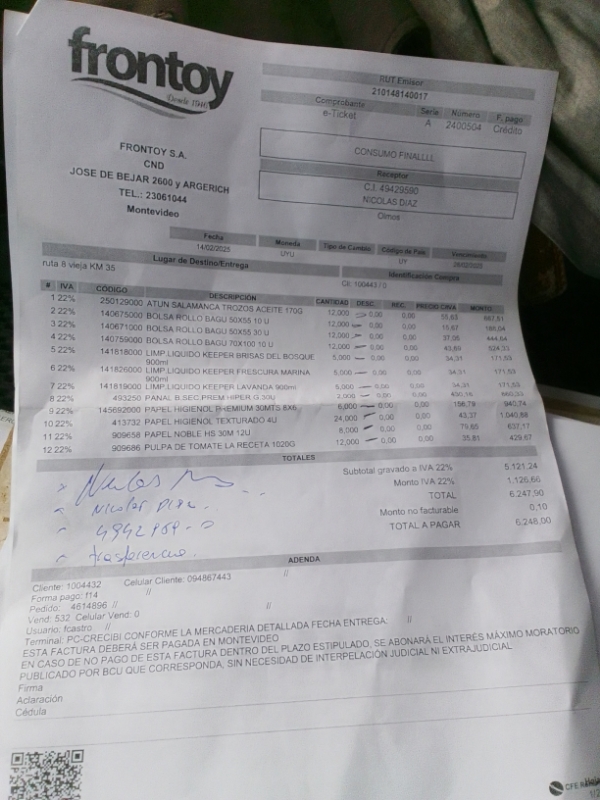 frontoy
Desde 1946
FRONTOY S.A.
CND
JOSE DE BEJAR 2600 y ARGERICH
TEL.: 23061044
Montevideo
RUT Emisor
210148140017
Comprobante Serie Número F. pago
e-Ticket A 2400504 Crédito
CONSUMO FINALLLL
Receptor
C.I. 49429590
NICOLAS DIAZ
Olmos
Fecha Moneda Tipo de Cambio Código de País Vencimiento
14/02/2025 UYU UY
Lugar de Destino/Entrega Identificación Compra
ruta 8 vieja KM 35 Clt: 100443 / 0
# IVA CÓDIGO DESCRIPCIÓN CANTIDAD DESC. REC. PRECIO C/IVA MONTO
1 22% 250129000 ATUN SALAMANCA TROZOS ACEITE 170G 12,000 0,00 0,00
2 22% 140675000 BOLSA ROLLO BAGU 50X55 10 U 12,000 0,00 0,00 15,67 188,04
3 22% 140671000 BOLSA ROLLO BAGU 50X55 30 U 12,000 0,00 0,00 444,64
4 22% 140759000 BOLSA ROLLO BAGU 70X100 10 U 12,000 0,00 0,00
5 22% 141818000 LIMP.LIQUIDO KEEPER BRISAS DEL BOSQUE 5,000 0,00 0,00 34,31 171,53
900ml
6 22% 141826000 LIMP.LIQUIDO KEEPER FRESCURA MARINA 5,000 0,00 0,00 34,31 171,53
900ml
7 22% 141819000 LIMP.LIQUIDO KEEPER LAVANDA 900ml 5,000 0,00 0,00 34,31 171,53
8 22% 493250 PANAL B.SEC.PREM.HIPER G.30U 2,000 0,00 0,00
9 22% 145692000 PAPEL HIGIENOL PREMIUM 30MTS 8X6 6,000 0,00 0,00 156,79 940,74
10 22% 413732 PAPEL HIGIENOL TEXTURADO 4U 24,000 0,00 0,00 43,37 1.040,88
11 22% 909658 PAPEL NOBLE HS 30M 12U 8,000 0,00 0,00 79,65 637,17
12 22% 909686 PULPA DE TOMATE LA RECETA 1020G 12,000 0,00 0,00 35,81 429,67
TOTALES
Subtotal gravado a IVA 22% 5.121,24
Monto IVA 22% 1.126,66
TOTAL 6.247,90
Monto no facturable 0,10
TOTAL A PAGAR 6.248,00
Nicolas Diaz
4942959-0
trasferencia
ADENDA
Cliente: 1004432 Celular Cliente: 094867443 //
Forma pago: f14 //
Pedido: 4614896 // //
Vend: 532 Celular Vend: 0
Usuario: fcastro //
Terminal: PC-CRECIBI CONFORME LA MERCADERIA DETALLADA FECHA ENTREGA: //
ESTA FACTURA DEBERÁ SER PAGADA EN MONTEVIDEO
EN CASO DE NO PAGO DE ESTA FACTURA DENTRO DEL PLAZO ESTIPULADO, SE ABONARÁ EL INTERÉS MÁXIMO MORATORIO
PUBLICADO POR BCU QUE CORRESPONDA, SIN NECESIDAD DE INTERPELACIÓN JUDICIAL NI EXTRAJUDICIAL
Firma
Aclaración
Cédula
CFE